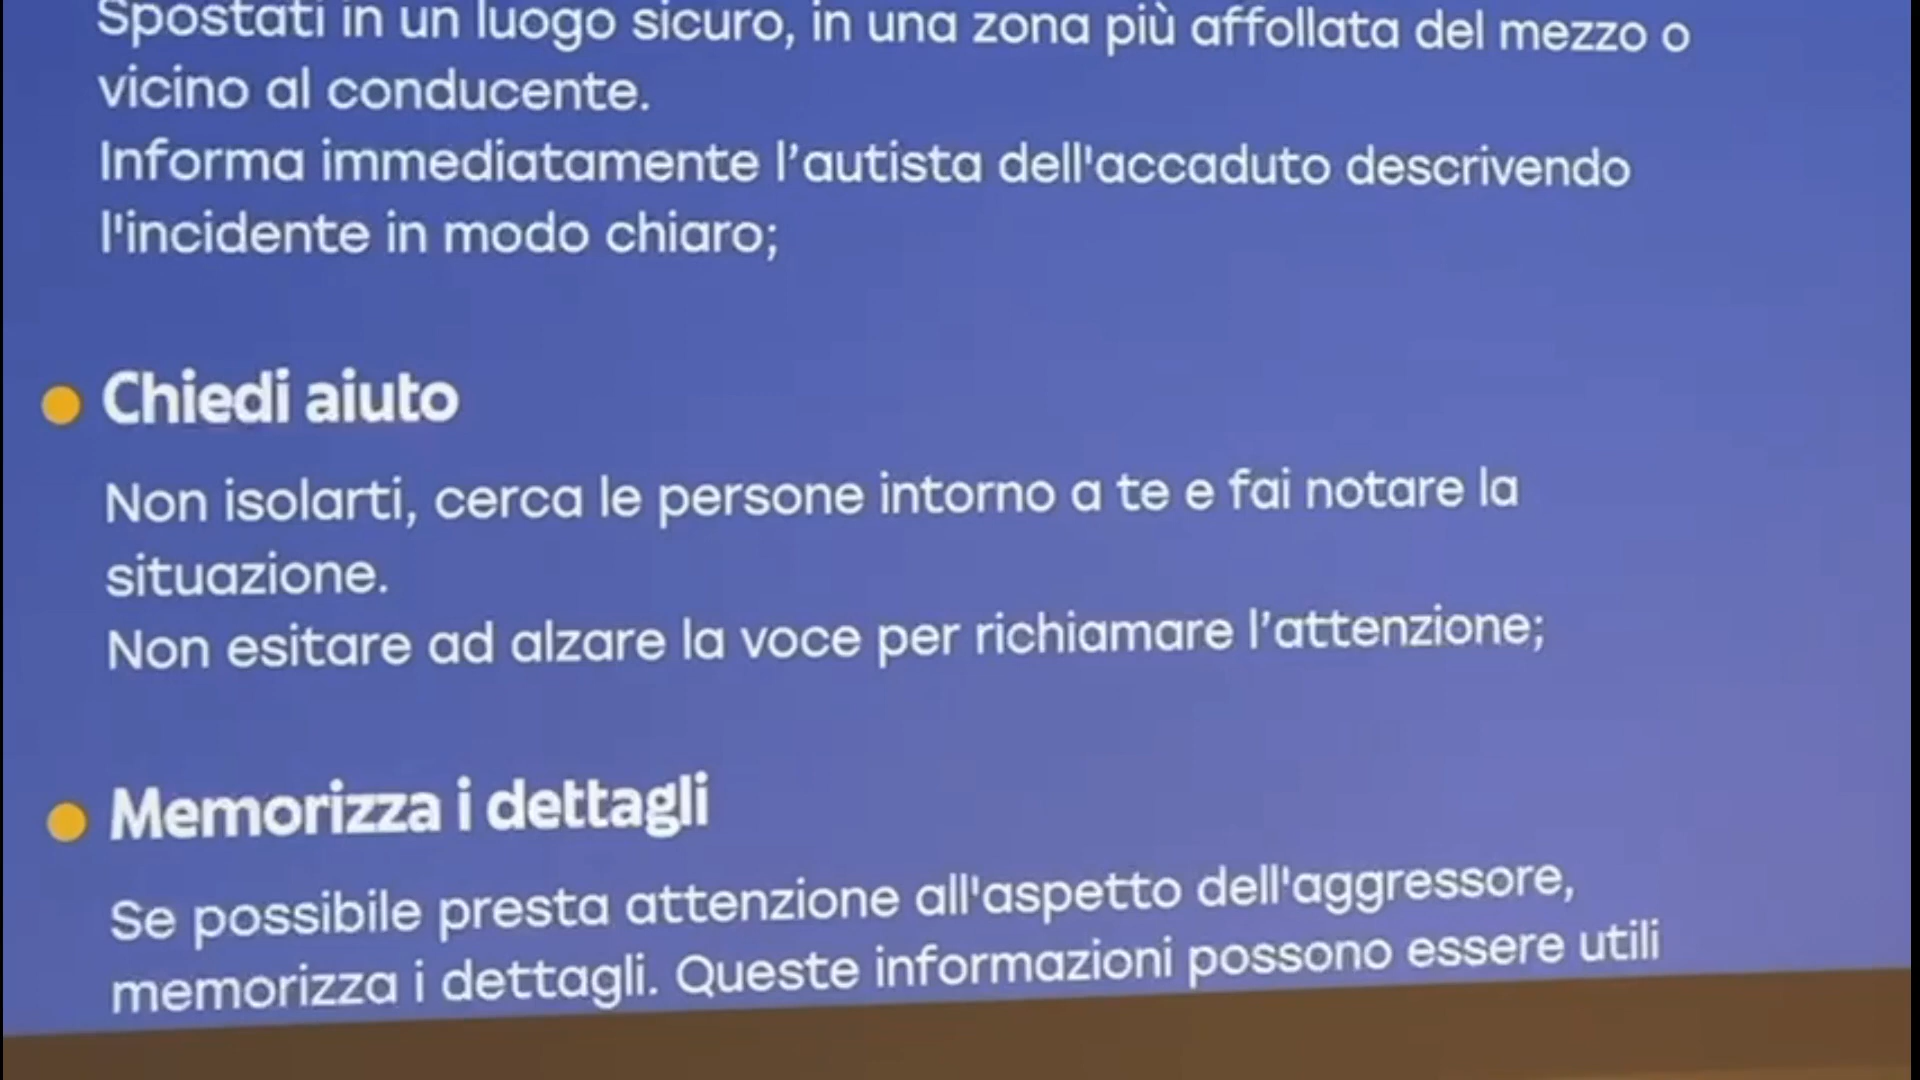 Spostati in un luogo sicuro, in una zona più affollata del mezzo o
vicino al conducente.
Informa immediatamente l’autista dell'accaduto descrivendo
l'incidente in modo chiaro;
Chiedi aiuto
Non isolarti, cerca le persone intorno a te e fai notare la
situazione.
Non esitare ad alzare la voce per richiamare l’attenzione;
Memorizza i dettagli
Se possibile presta attenzione all'aspetto dell'aggressore,
memorizza i dettagli. Queste informazioni possono essere utili